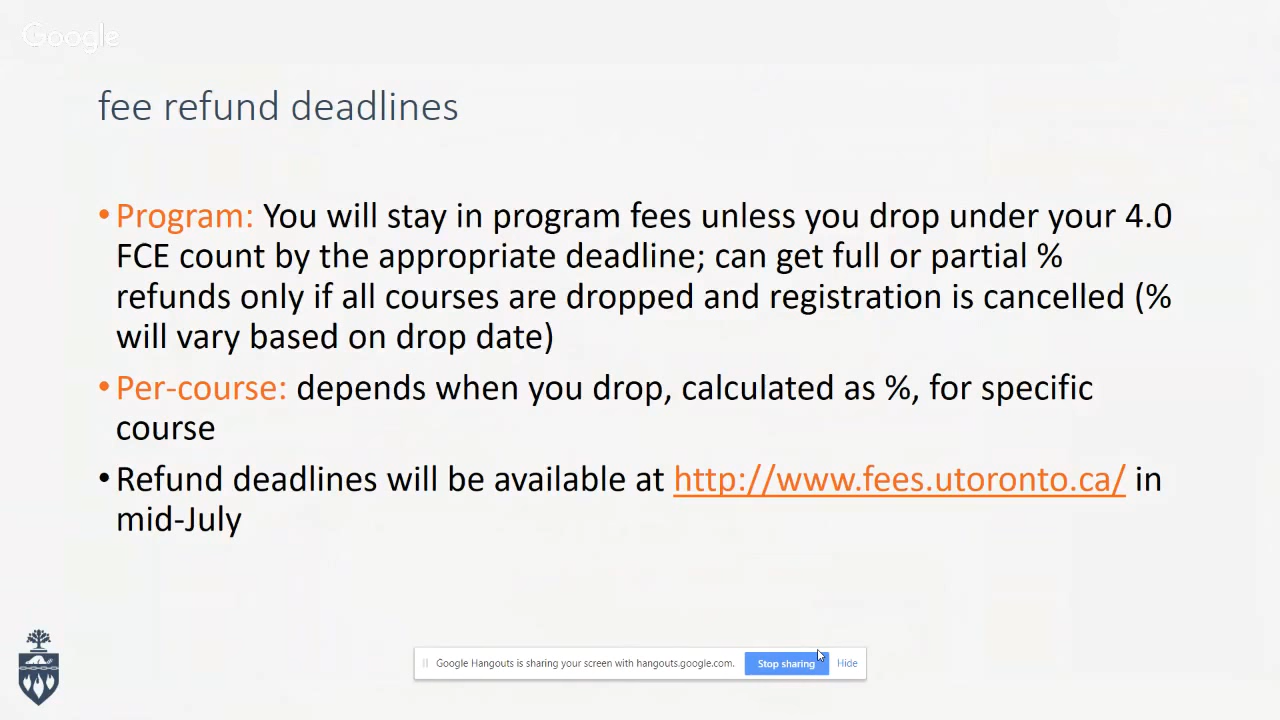 Google
fee refund deadlines
• Program: You will stay in program fees unless you drop under your 4.0
FCE count by the appropriate deadline; can get full or partial %
refunds only if all courses are dropped and registration is cancelled (%
will vary based on drop date)
• Per-course: depends when you drop, calculated as %, for specific
course
• Refund deadlines will be available at http://www.fees.utoronto.ca/ in
mid-July
Google Hangouts is sharing your screen with hangouts.google.com. Stop sharing Hide